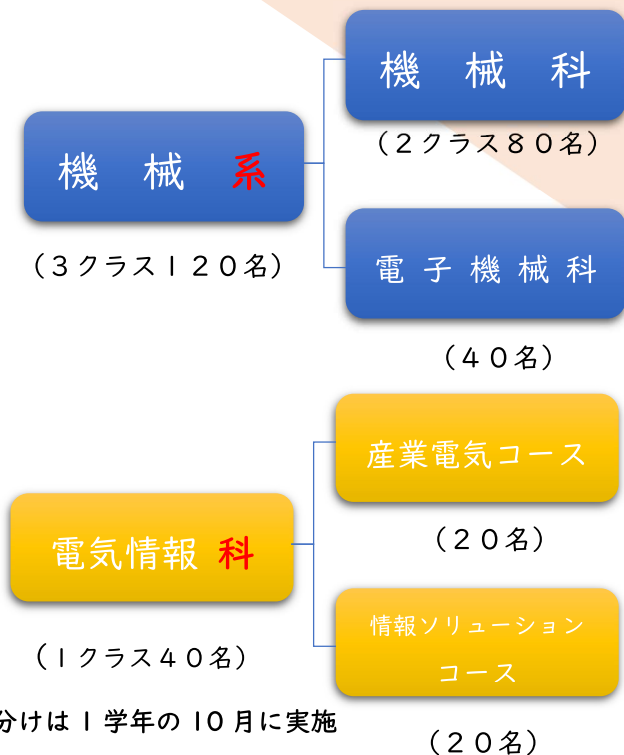 機械科
(2クラス80名)
機械系
(3クラス120名)
電子機械科
(40名)
産業電気コース
(20名)
電気情報科
(1クラス40名)
情報ソリューション
コース
(20名)
分けは1学年の10月に実施